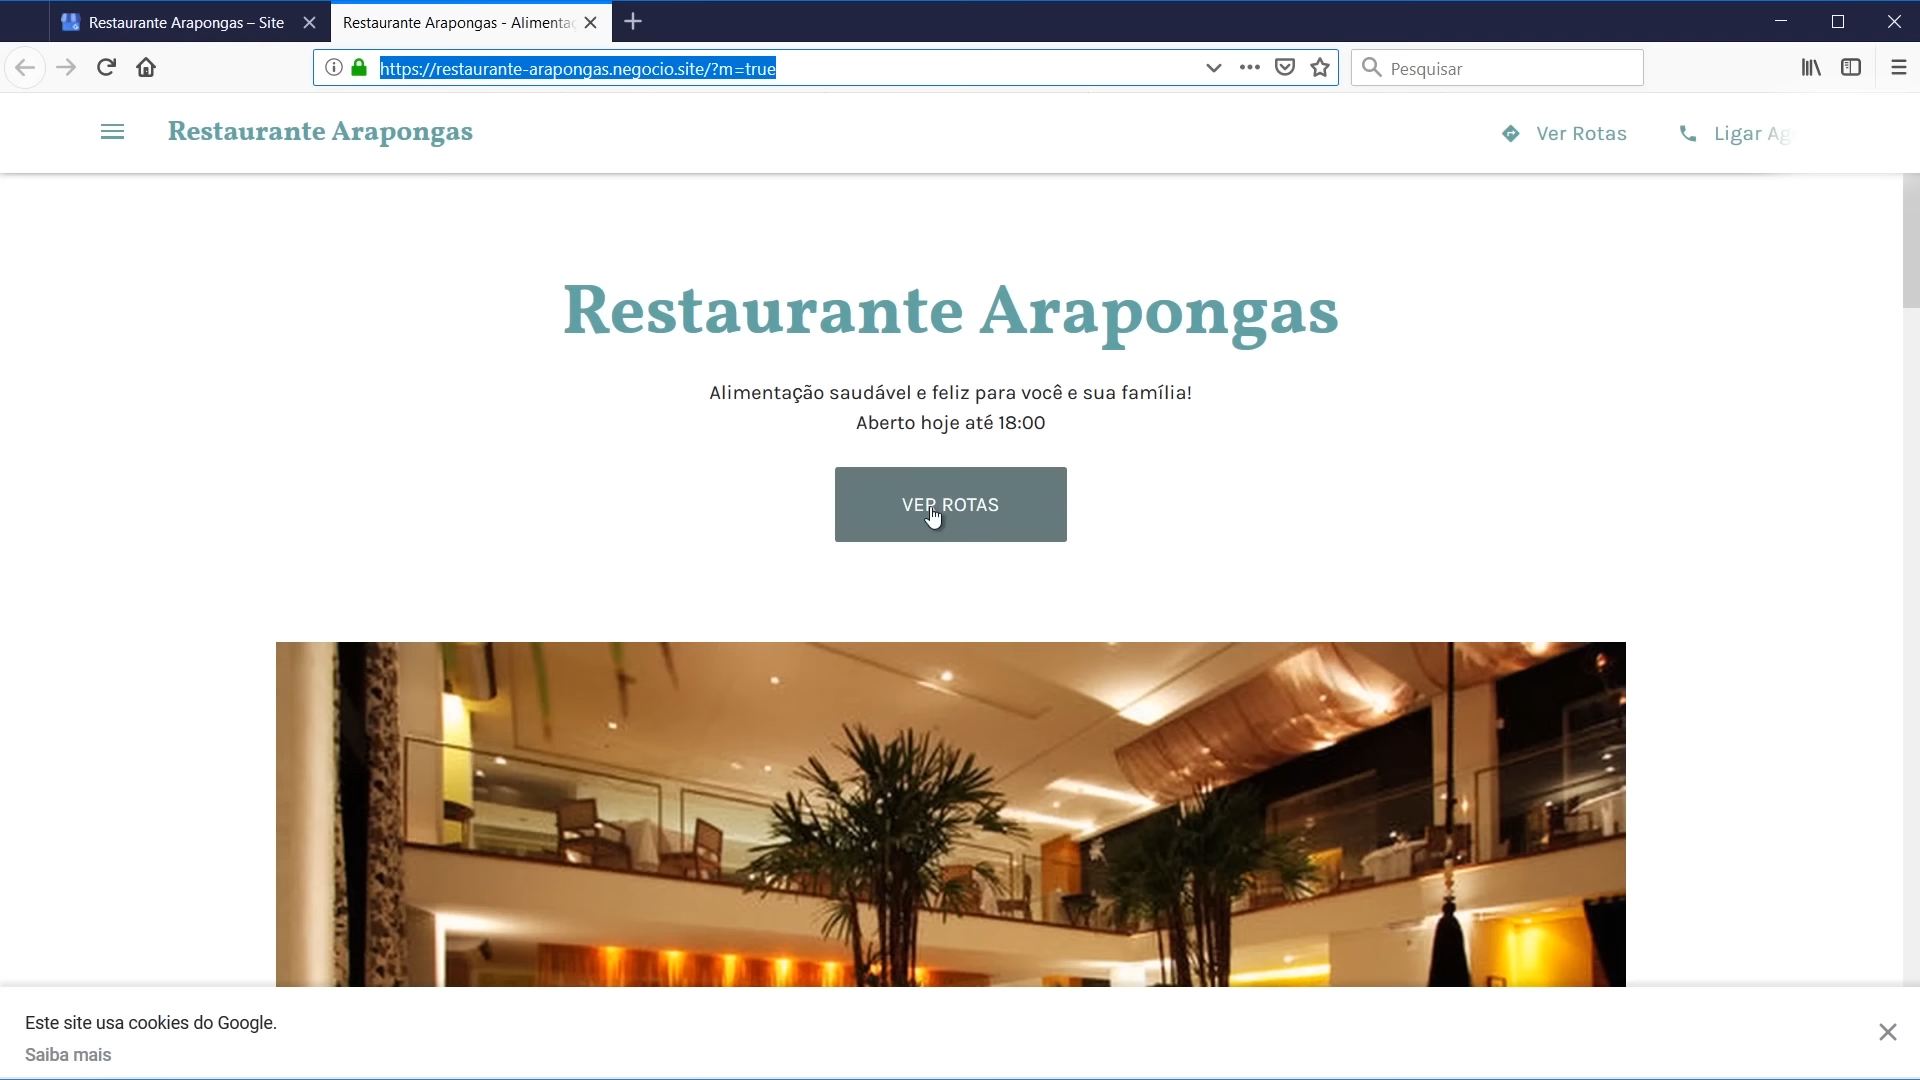 Restaurante Arapongas – Site
Restaurante Arapongas - Alimentaç
https://restaurante-arapongas.negocio.site/?m=true
Pesquisar
Restaurante Arapongas
Ver Rotas
Ligar Ag
Restaurante Arapongas
Alimentação saudável e feliz para você e sua família!
Aberto hoje até 18:00
VER ROTAS
Este site usa cookies do Google.
Saiba mais